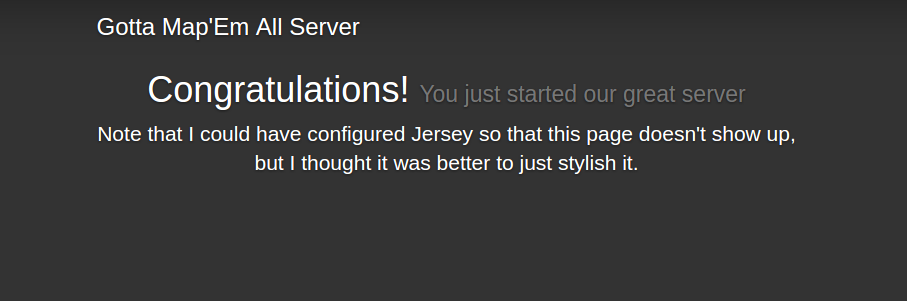 Gotta Map'Em All Server
Congratulations! You just started our great server
Note that I could have configured Jersey so that this page doesn't show up,
but I thought it was better to just stylish it.